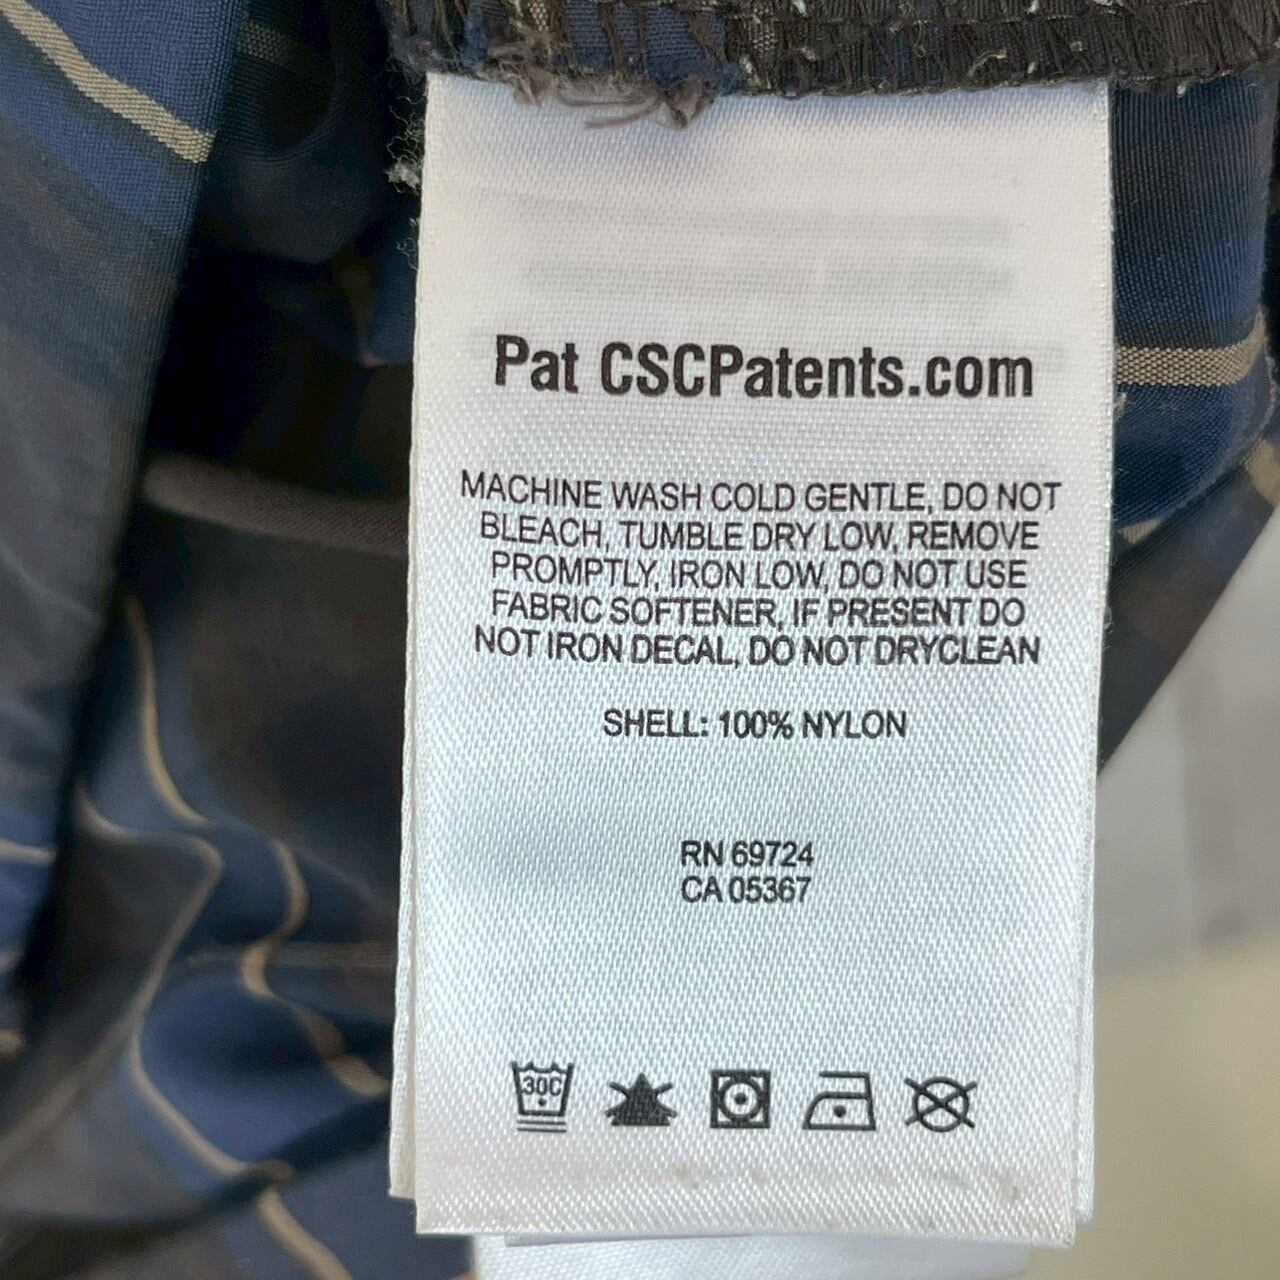 Pat CSCPatents.com
MACHINE WASH COLD GENTLE, DO NOT
BLEACH, TUMBLE DRY LOW, REMOVE
PROMPTLY, IRON LOW, DO NOT USE
FABRIC SOFTENER, IF PRESENT DO
NOT IRON DECAL, DO NOT DRYCLEAN
SHELL: 100% NYLON
RN 69724
CA 05367
30C